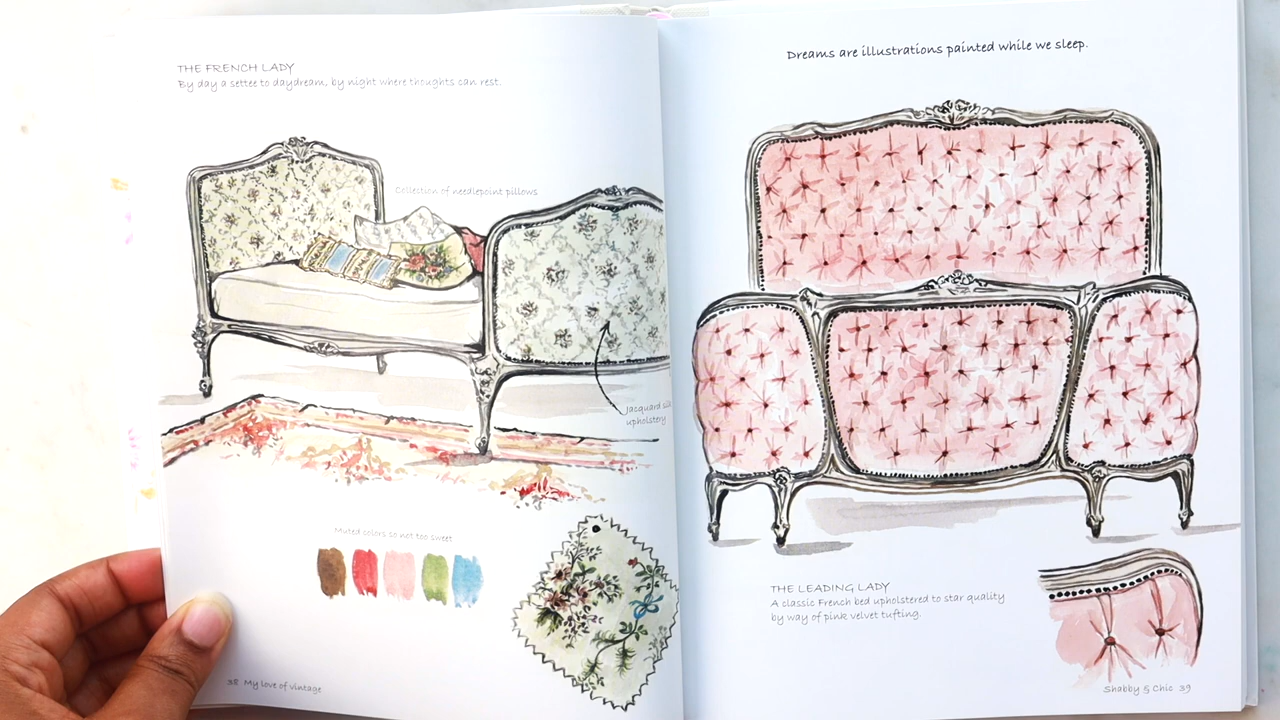 THE FRENCH LADY
By day a settee to daydream, by night where thoughts can rest.
Collection of needlepoint pillows
Jacquard silk
upholstery
Muted colors so not too sweet
38 My love of vintage
Dreams are illustrations painted while we sleep.
THE LEADING LADY
A classic French bed upholstered to star quality
by way of pink velvet tufting.
Shabby & Chic 39